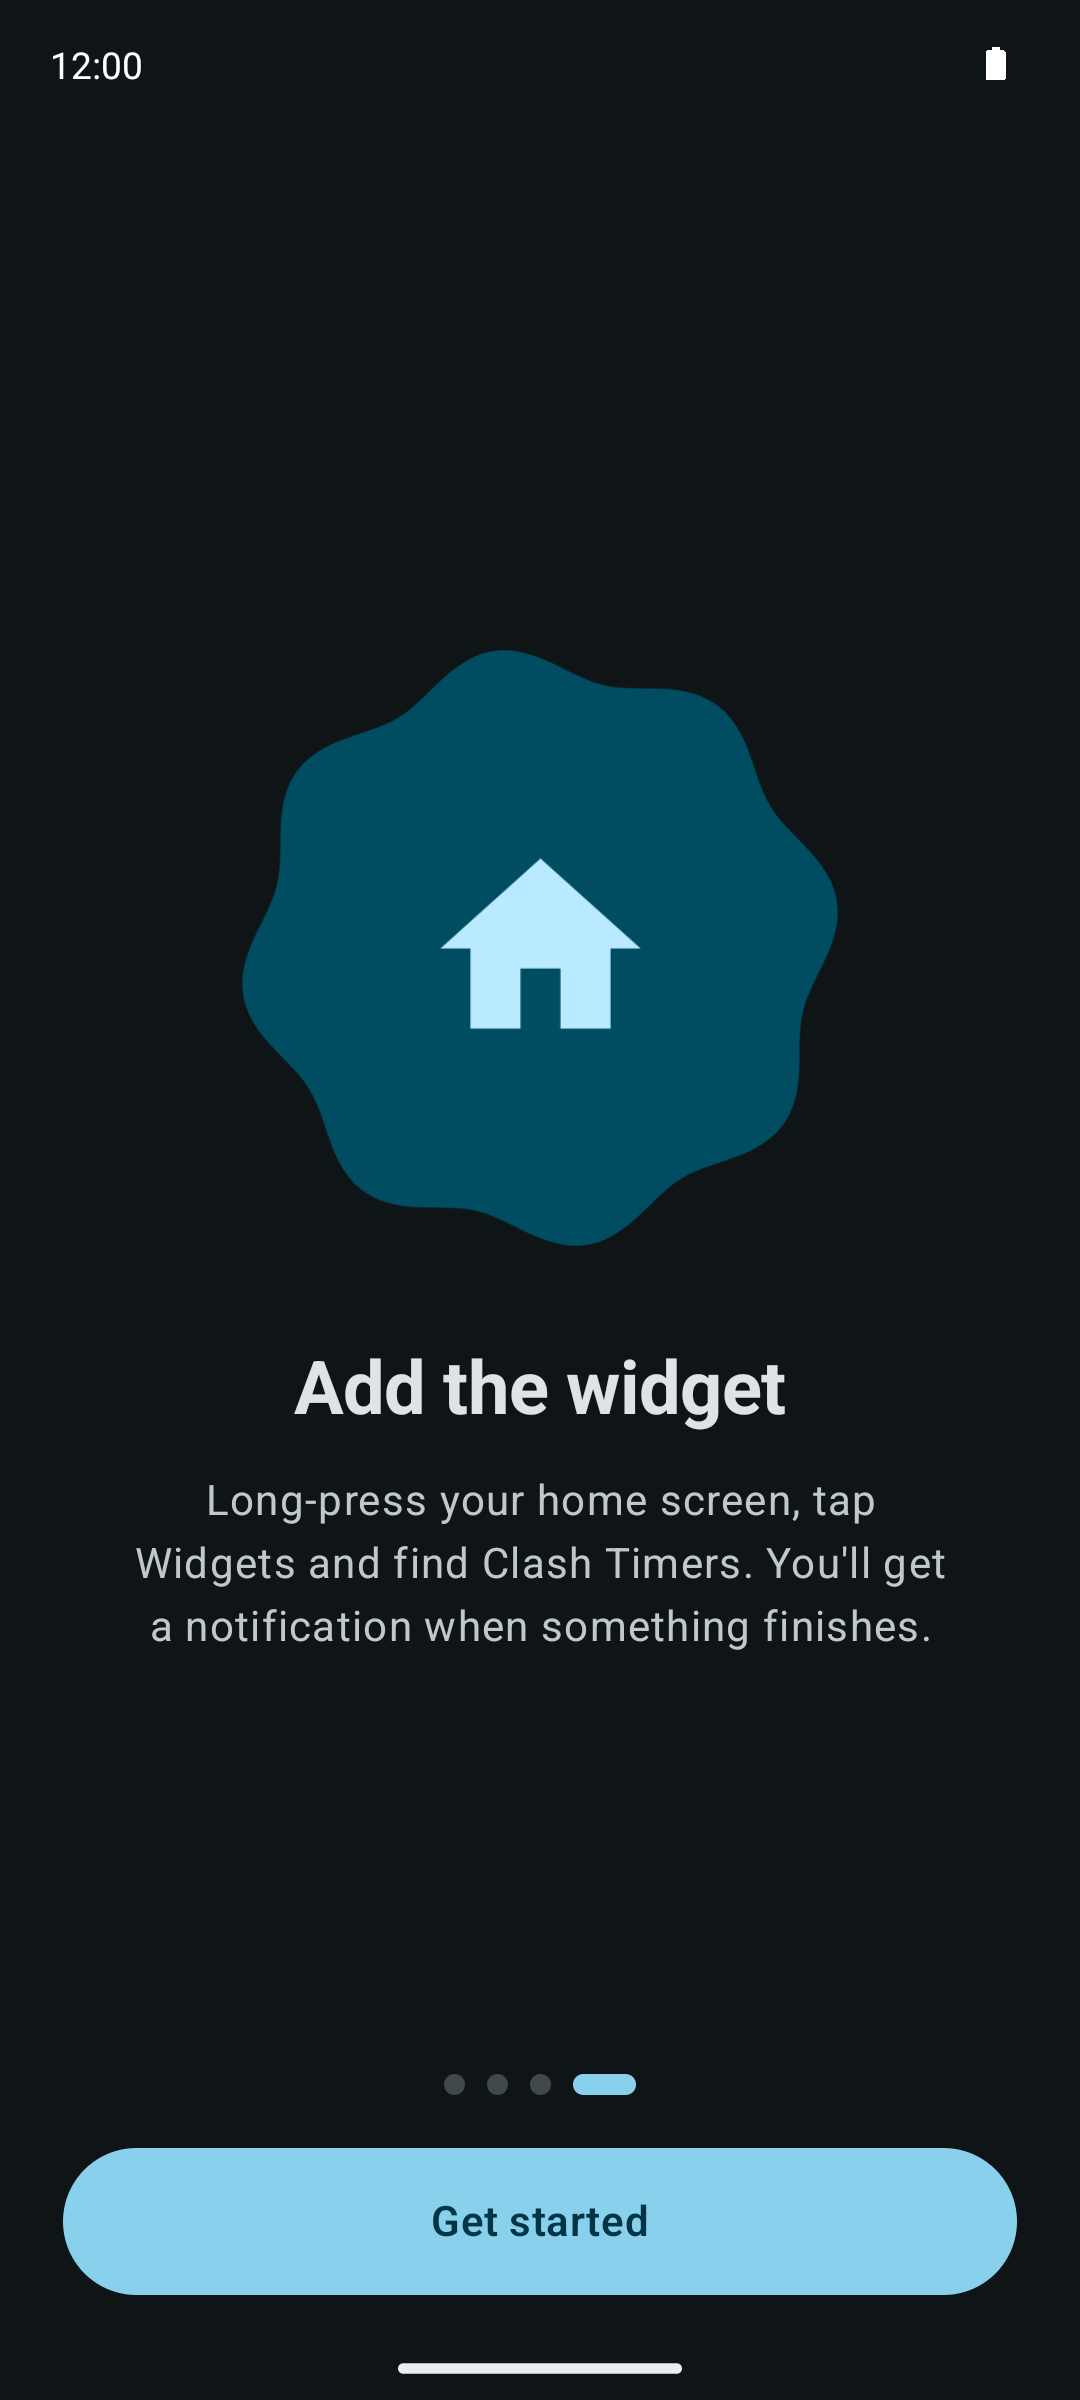 12:00
Add the widget
Long-press your home screen, tap
Widgets and find Clash Timers. You'll get
a notification when something finishes.
Get started